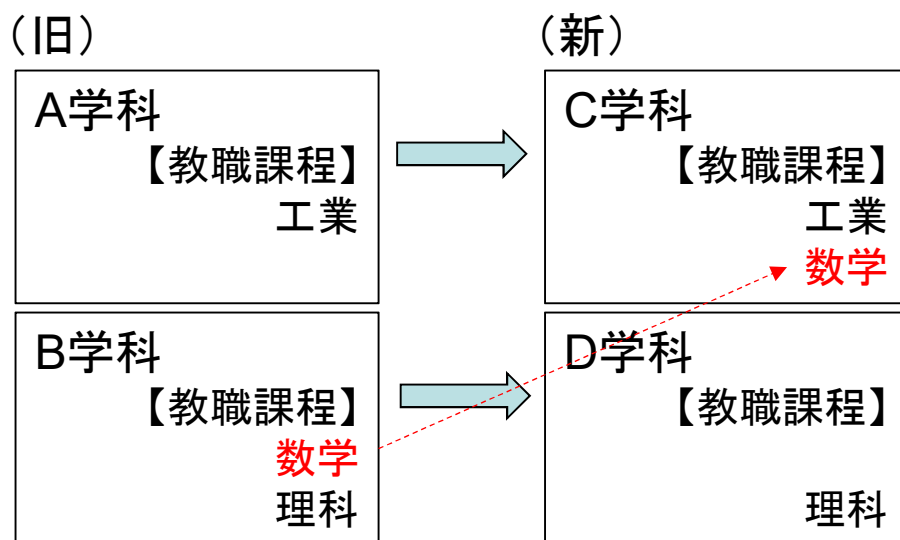 （旧）
A学科
【教職課程】
工業
B学科
【教職課程】
数学
理科
（新）
C学科
【教職課程】
工業
数学
D学科
【教職課程】
理科